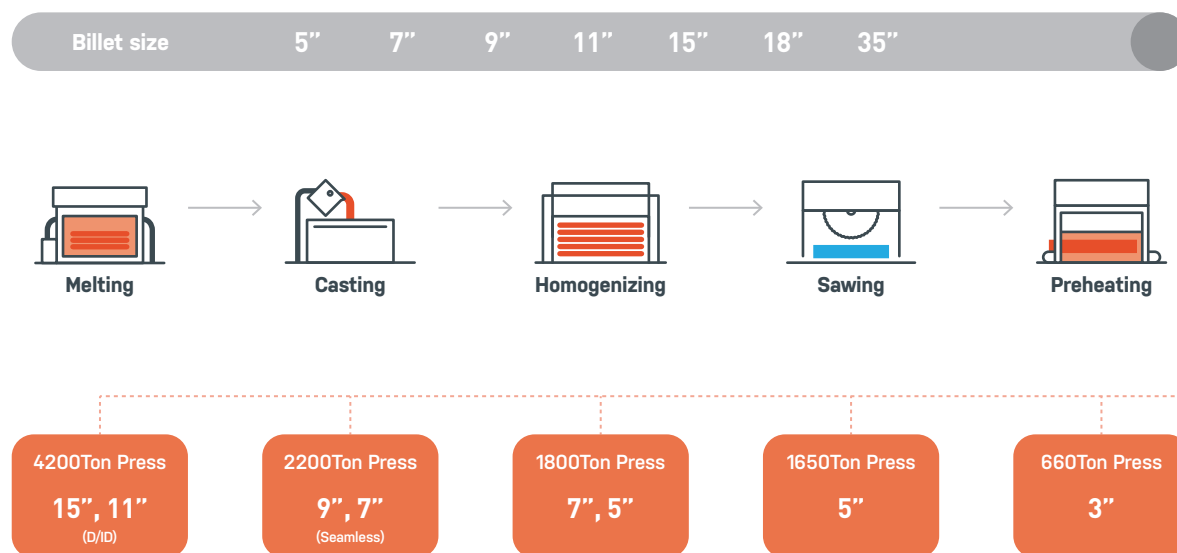 Billet size 5” 7” 9” 11” 15” 18” 35”
Melting Casting Homogenizing Sawing Preheating
4200Ton Press 2200Ton Press 1800Ton Press 1650Ton Press 660Ton Press
15”, 11” 9”, 7” 7”, 5” 5” 3”
(D/ID) (Seamless)